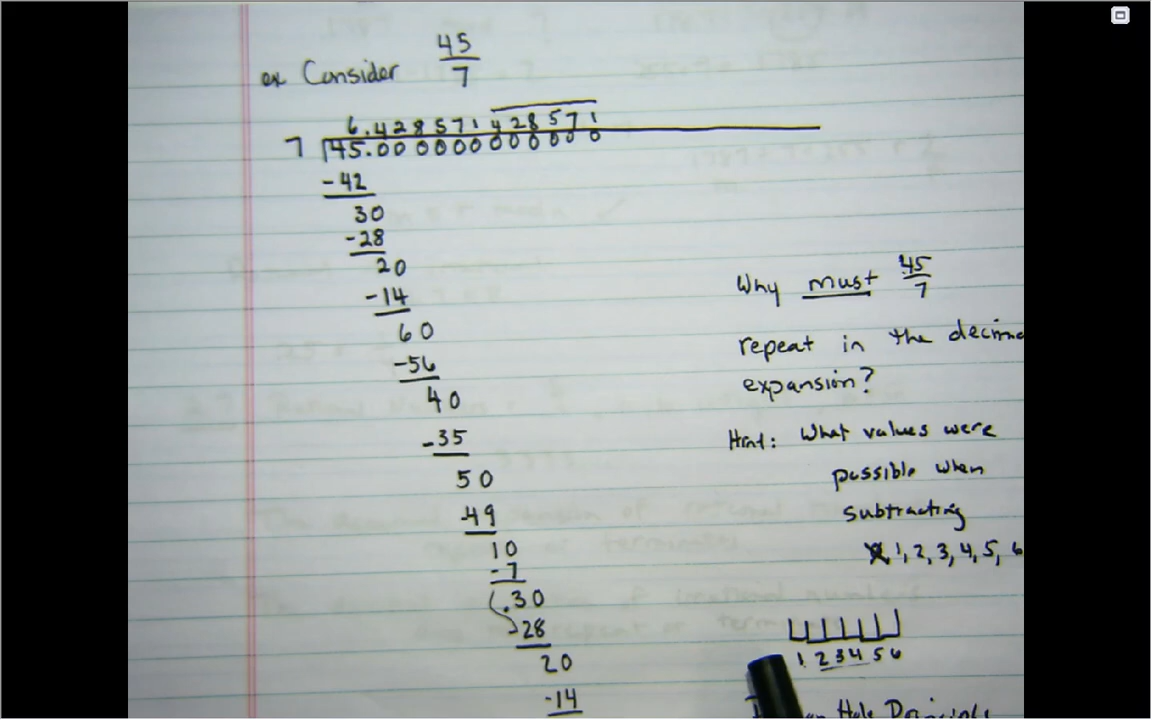 ex Consider 45/7
6.428571428571
7 45.000000000000
-42
30
-28
20
-14
60
-56
40
-35
50
-49
10
-7
30
28
20
-14
Why must 45/7
repeat in the
expansion?
Hint: What values were
possible when
subtracting
1, 2, 3, 4, 5, 6
1 2 3 4 5 6
Hole Principle